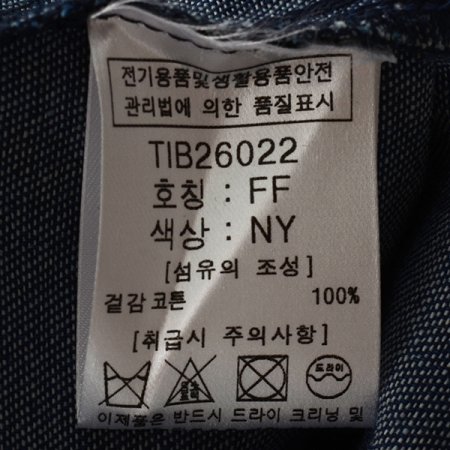 전기용품및생활용품안전
관리법에 의한 품질표시
TIB26022
호칭 : FF
색상 : NY
[섬유의 조성]
겉감 코튼 100%
[취급시 주의사항]
드라이
이제품은 반드시 드라이 크리닝 및